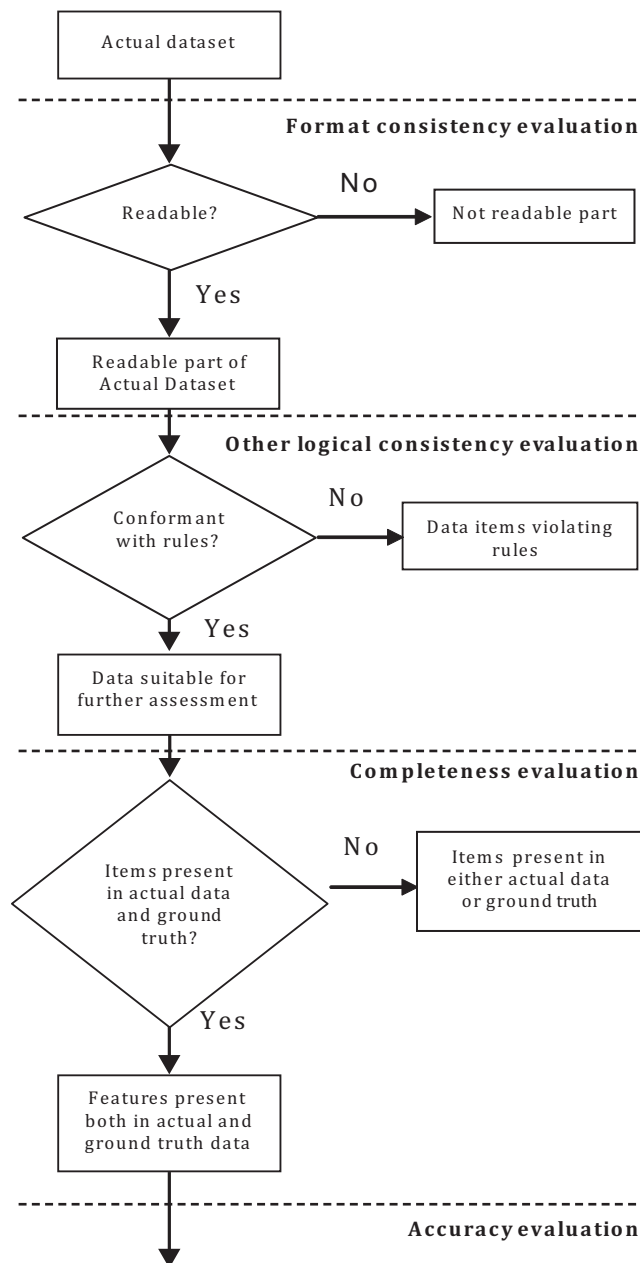 Actual dataset
Format consistency evaluation
No
Readable?
Not readable part
Yes
Readable part of
Actual Dataset
Other logical consistency evaluation
No
Conformant
with rules?
Data items violating
rules
Yes
Data suitable for
further assessment
Completeness evaluation
No
Items present
in actual data
and ground
truth?
Items present in
either actual data
or ground truth
Yes
Features present
both in actual and
ground truth data
Accuracy evaluation